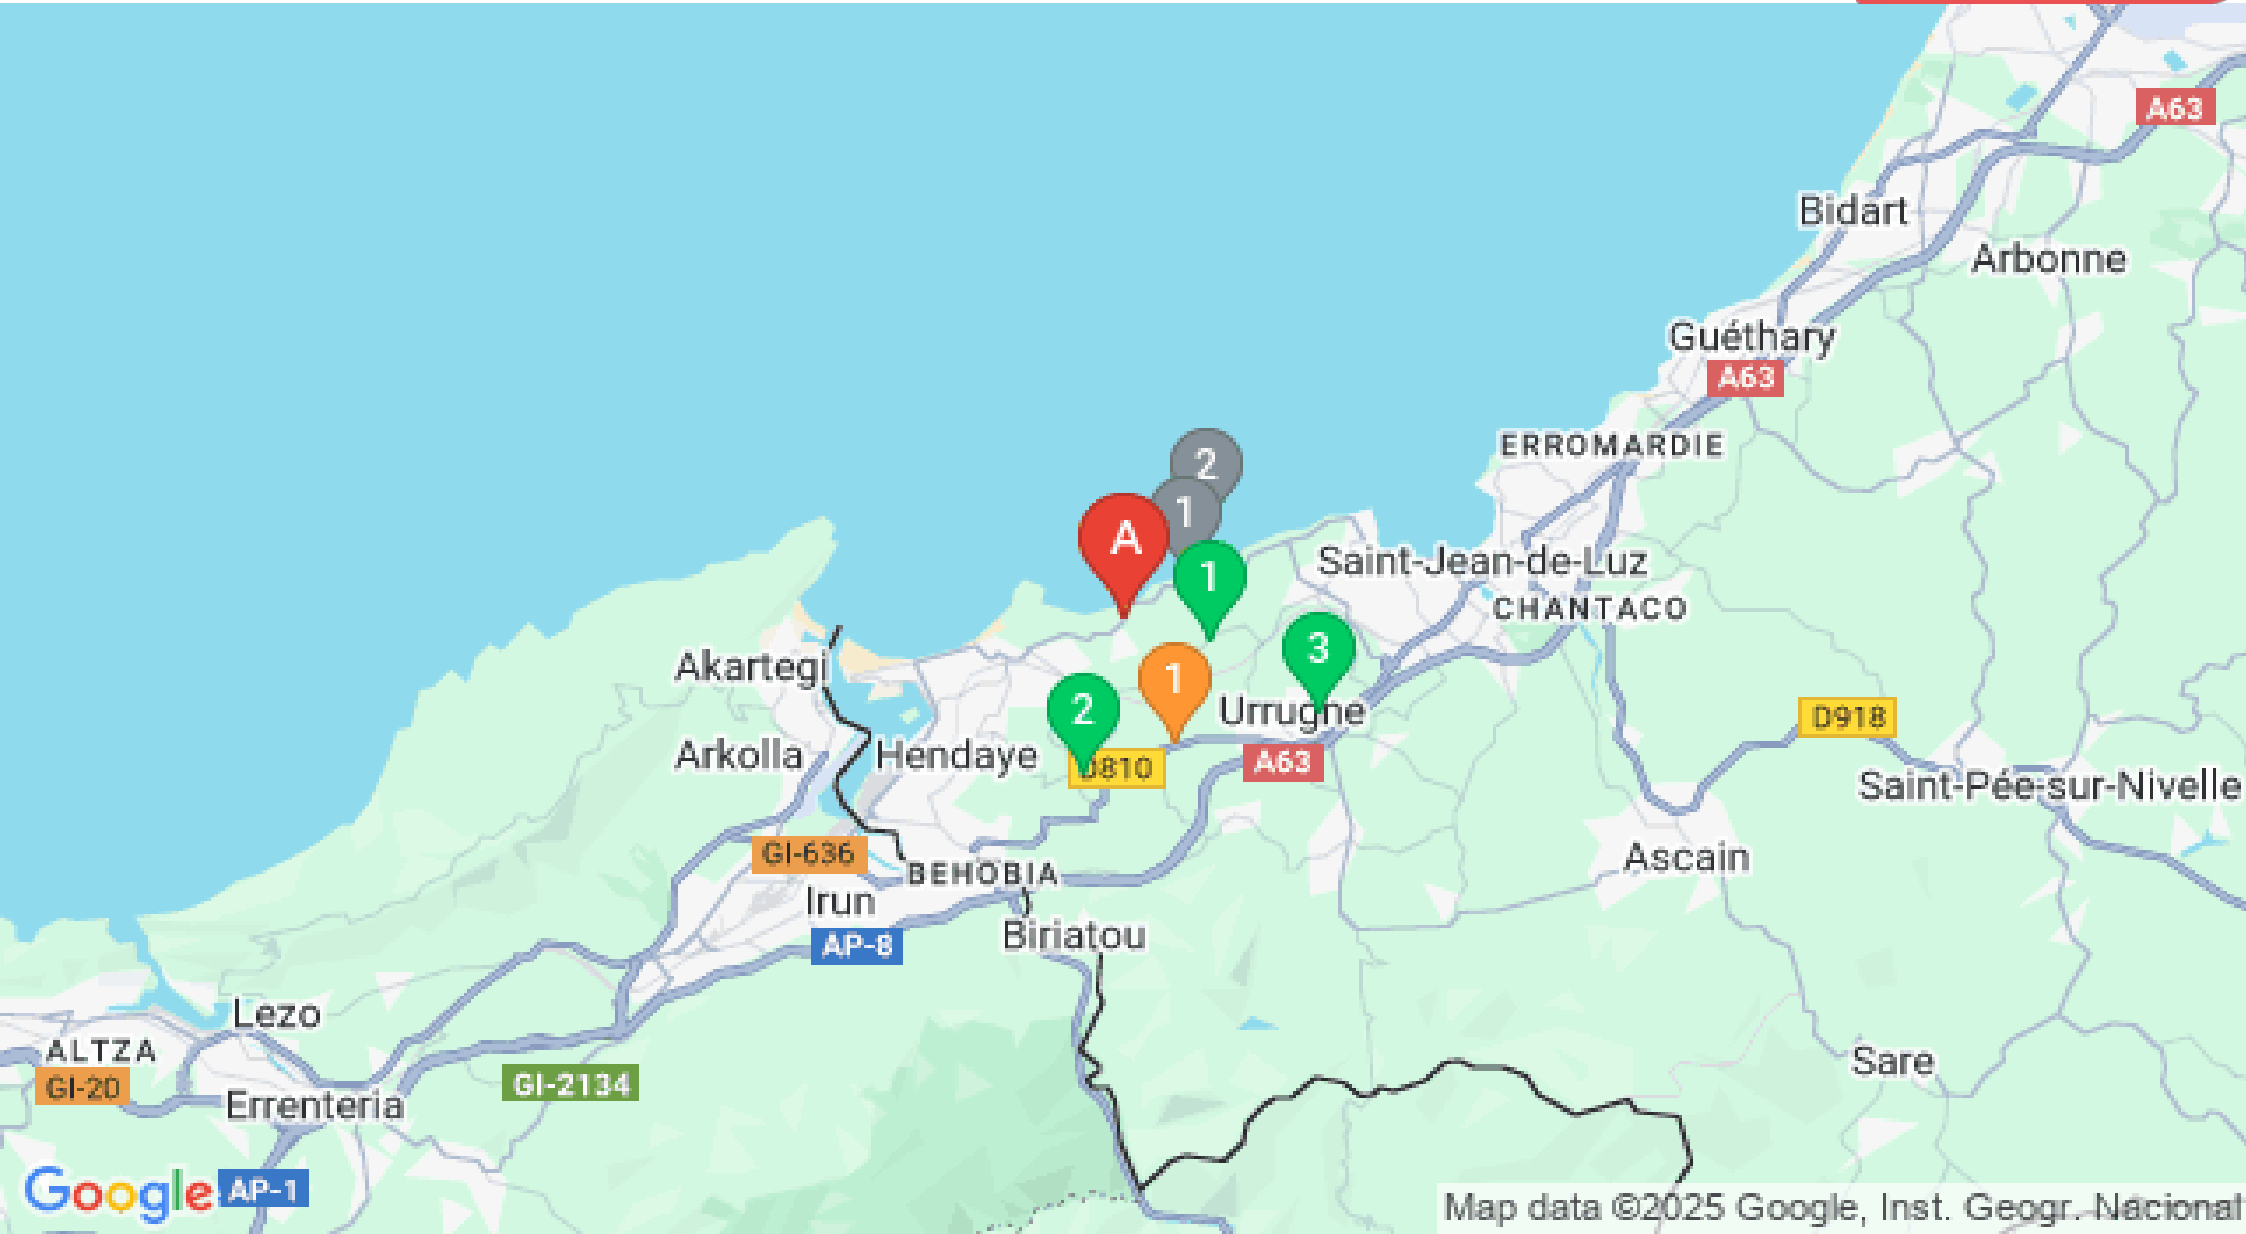 A63
Bidart
Arbonne
Guéthary
A63
ERROMARDIE
2
1
A
1
Saint-Jean-de-Luz
CHANTACO
3
Akartegi
1
2
Urrugne
D918
Arkolla
Hendaye
D810
A63
Saint-Pée-sur-Nivelle
GI-636
BEHOBIA
Ascain
Irun
AP-8
Biriatou
Lezo
ALTZA
GI-20
GI-2134
Sare
Errenteria
Google
AP-1
Map data ©2025 Google, Inst. Geogr. Nacional